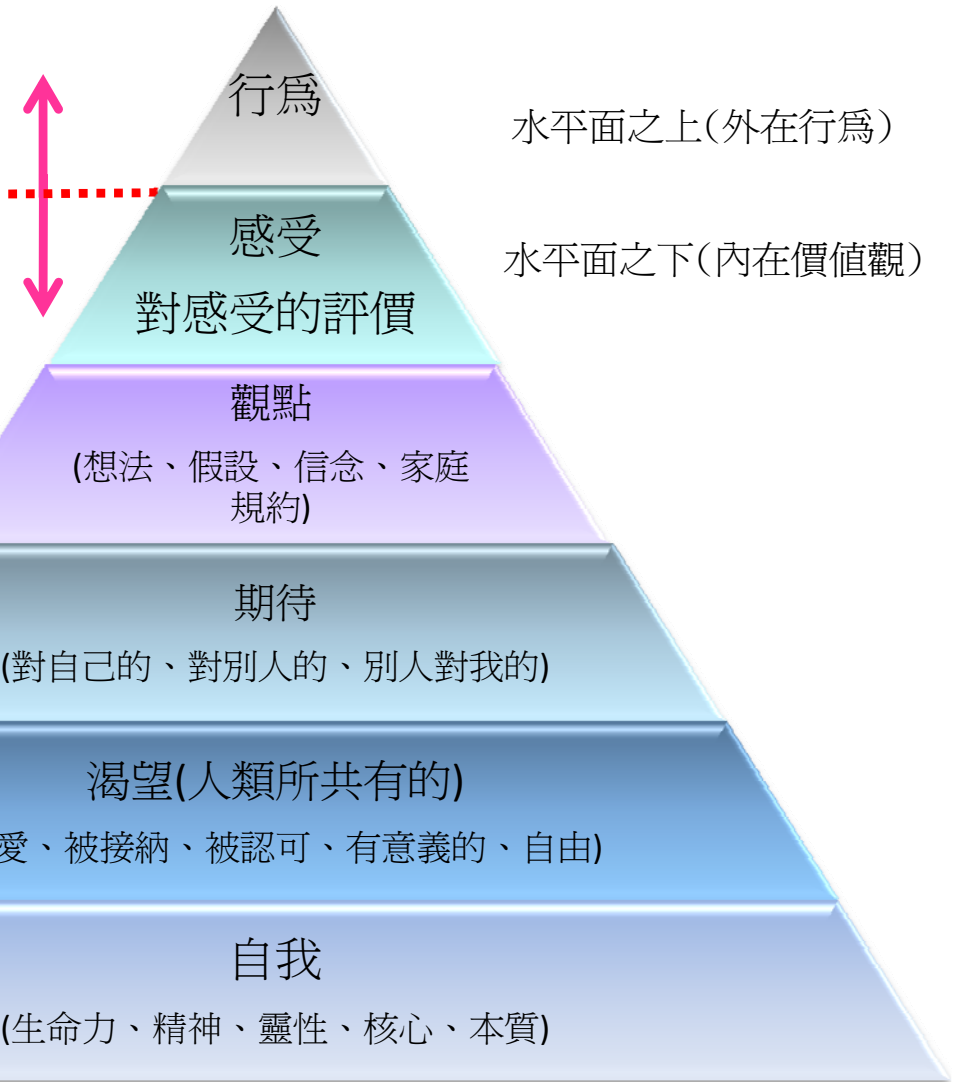 行為
水平面之上(外在行為)
感受
水平面之下(內在價值觀)
對感受的評價
觀點
(想法、假設、信念、家庭
規約)
期待
(對自己的、對別人的、別人對我的)
渴望(人類所共有的)
愛、被接納、被認可、有意義的、自由)
自我
(生命力、精神、靈性、核心、本質)